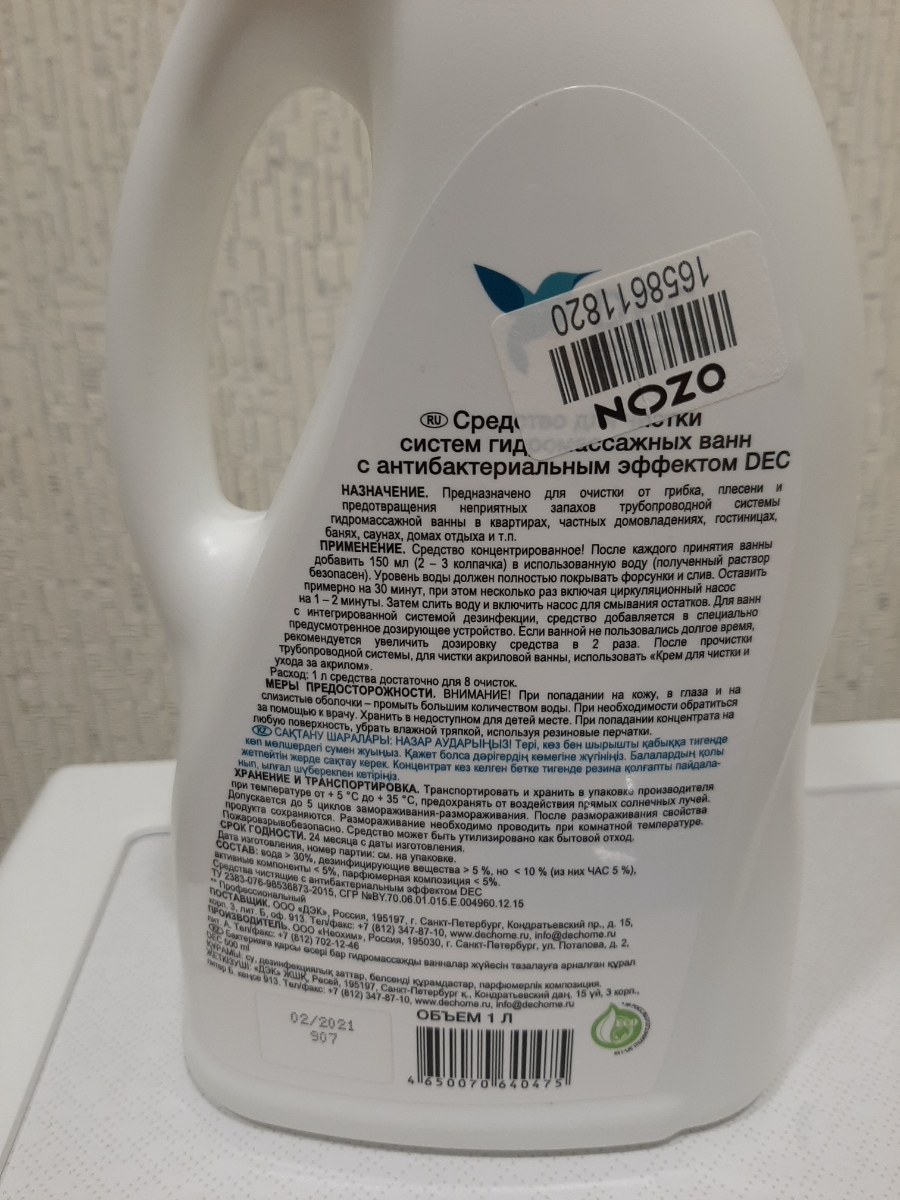 1658611820
OZON
RU Средство для чистки
систем гидромассажных ванн
с антибактериальным эффектом DEC
НАЗНАЧЕНИЕ. Предназначено для очистки от грибка, плесени и
предотвращения неприятных запахов трубопроводной системы
гидромассажной ванны в квартирах, частных домовладениях, гостиницах,
банях, саунах, домах отдыха и т.п.
ПРИМЕНЕНИЕ. Средство концентрированное! После каждого принятия ванны
добавить 150 мл (2 – 3 колпачка) в использованную воду (полученный раствор
безопасен). Уровень воды должен полностью покрывать форсунки и слив. Оставить
примерно на 30 минут, при этом несколько раз включая циркуляционный насос
на 1 – 2 минуты. Затем слить воду и включить насос для смывания остатков. Для ванн
с интегрированной системой дезинфекции, средство добавляется в специально
предусмотренное дозирующее устройство. Если ванной не пользовались долгое время,
рекомендуется увеличить дозировку средства в 2 раза. После прочистки
трубопроводной системы, для чистки акриловой ванны, использовать «Крем для чистки и
ухода за акрилом».
Расход: 1 л средства достаточно для 8 очисток.
МЕРЫ ПРЕДОСТОРОЖНОСТИ. ВНИМАНИЕ! При попадании на кожу, в глаза и на
слизистые оболочки – промыть большим количеством воды. При необходимости обратиться
за помощью к врачу. Хранить в недоступном для детей месте. При попадании концентрата на
любую поверхность, убрать влажной тряпкой, используя резиновые перчатки.
KZ САҚТАНУ ШАРАЛАРЫ: НАЗАР АУДАРЫҢЫЗ! Тері, көз бен шырышты қабыққа тигенде
көп мөлшердегі сумен жуыңыз. Қажет болса дәрігердің көмегіне жүгініңіз. Балалардың қолы
жетпейтін жерде сақтау керек. Концентрат кез келген бетке тигенде резина қолғапты пайдала-
нып, ылғал шүберекпен кетіріңіз.
ХРАНЕНИЕ И ТРАНСПОРТИРОВКА. Транспортировать и хранить в упаковке производителя
при температуре от + 5 °С до + 35 °С, предохранять от воздействия прямых солнечных лучей.
Допускается до 5 циклов замораживания-размораживания. После размораживания свойства
продукта сохраняются. Размораживание необходимо проводить при комнатной температуре.
Пожаровзрывобезопасно. Средство может быть утилизировано как бытовой отход.
СРОК ГОДНОСТИ. 24 месяца с даты изготовления.
Дата изготовления, номер партии: см. на упаковке.
СОСТАВ: вода > 30%, дезинфицирующие вещества > 5 %, но < 10 % (из них ЧАС 5 %),
активные компоненты < 5%, парфюмерная композиция < 5%.
Средства чистящие с антибактериальным эффектом DEC
ТУ 2383-076-98536873-2015, СГР №BY.70.06.01.015.E.004960.12.15
** Профессиональный
ПОСТАВЩИК. ООО «ДЭК», Россия, 195197, г. Санкт-Петербург, Кондратьевский пр., д. 15,
корп. 3, лит. Б, оф. 913. Тел/факс: +7 (812) 347-87-10, www.dechome.ru, info@dechome.ru
ПРОИЗВОДИТЕЛЬ. ООО «Неохим», Россия, 195030, г. Санкт-Петербург, ул. Потапова, д. 2,
лит. А. Тел/факс: +7 (812) 702-12-46
KZ Бактерияға қарсы әсері бар гидромассажды ванналар жүйесін тазалауға арналған құрал
DEC 500 ml
ҚҰРАМЫ: су, дезинфекциялық заттар, белсенді құрамдастар, парфюмерлік композиция.
ЖЕТКІЗУШІ: «ДЭК» ЖШҚ, Ресей, 195197, Санкт-Петербург қ., Кондратьевский даң. 15 үй, 3 корп.,
литер Б, кеңсе 913. Тел/факс: +7 (812) 347-87-10, www.dechome.ru, info@dechome.ru
ОБЪЕМ 1 Л
02/2021
907
ECO
4 650070 640475